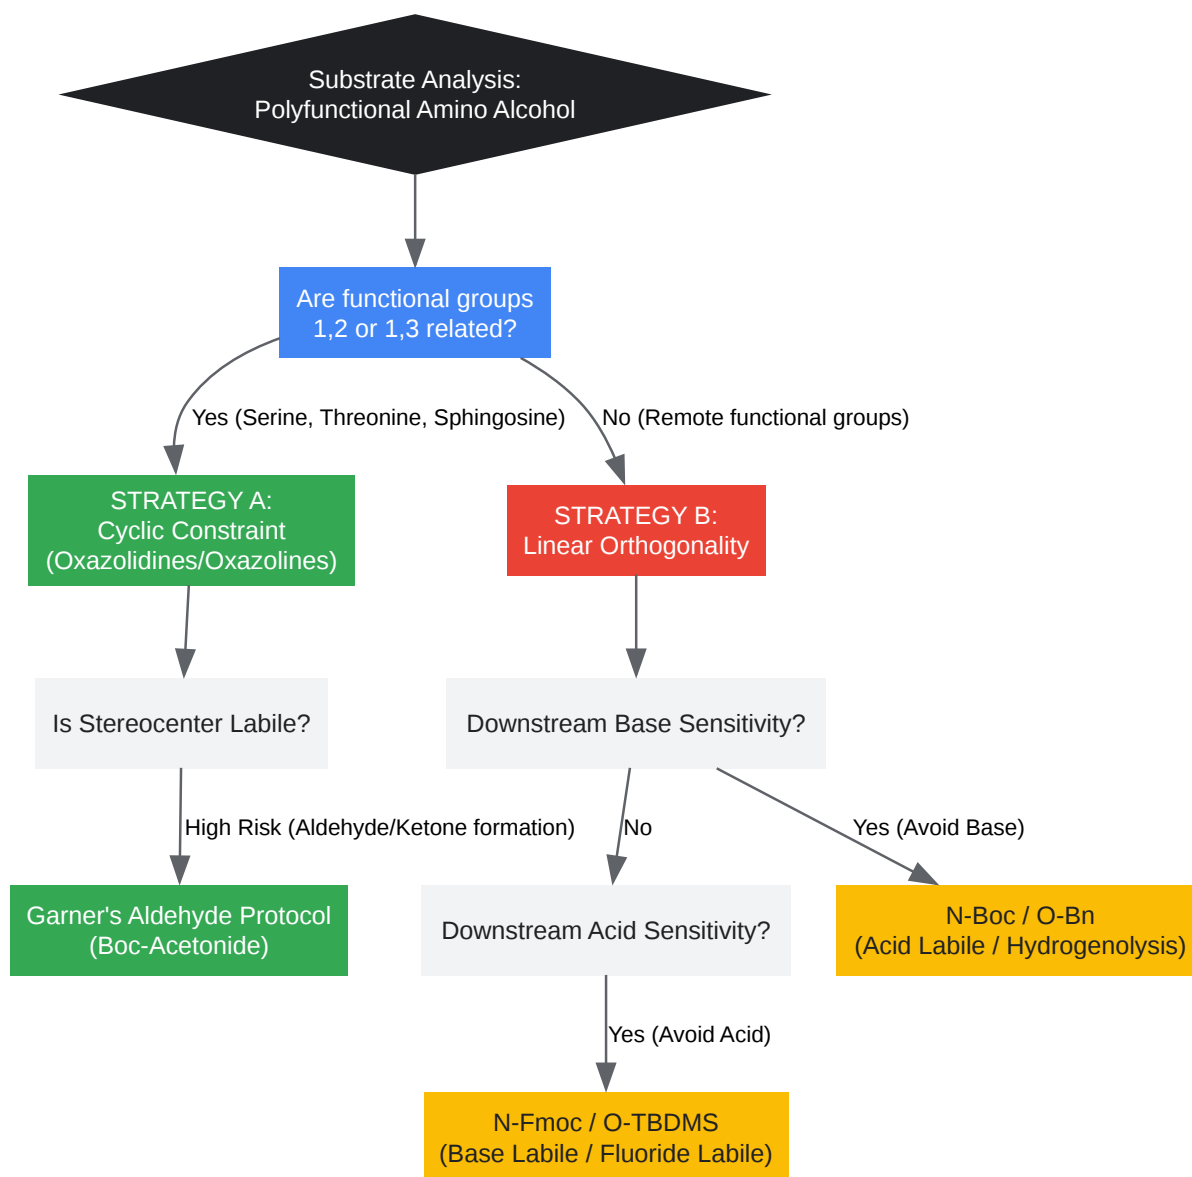 Substrate Analysis:
Polyfunctional Amino Alcohol
Are functional groups
1,2 or 1,3 related?
Yes (Serine, Threonine, Sphingosine)
No (Remote functional groups)
STRATEGY A:
Cyclic Constraint
(Oxazolidines/Oxazolines)
STRATEGY B:
Linear Orthogonality
Is Stereocenter Labile?
Downstream Base Sensitivity?
High Risk (Aldehyde/Ketone formation)
No
Yes (Avoid Base)
Garner's Aldehyde Protocol
(Boc-Acetonide)
Downstream Acid Sensitivity?
N-Boc / O-Bn
(Acid Labile / Hydrogenolysis)
Yes (Avoid Acid)
N-Fmoc / O-TBDMS
(Base Labile / Fluoride Labile)